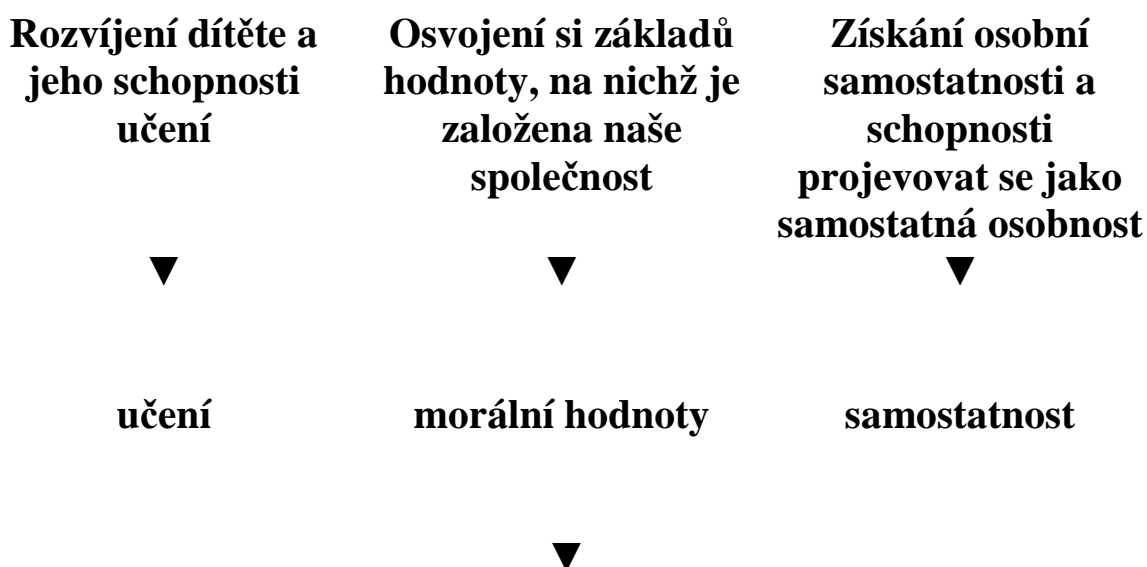 Rozvíjení dítěte a
jeho schopnosti
učení
Osvojení si základů
hodnoty, na nichž je
založena naše
společnost
Získání osobní
samostatnosti a
schopnosti
projevovat se jako
samostatná osobnost
▼ ▼ ▼
učení
morální hodnoty
samostatnost
▼